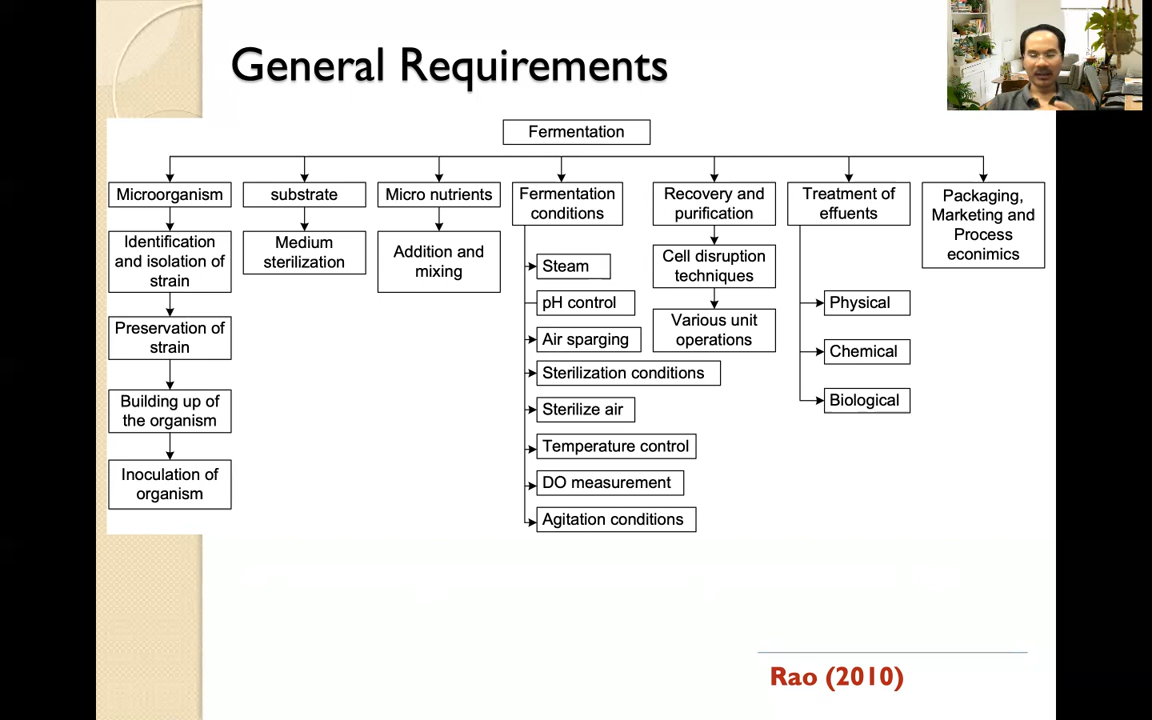 General Requirements
Fermentation
Microorganism
Identification
and isolation of
strain
Preservation of
strain
Building up of
the organism
Inoculation of
organism
substrate
Medium
sterilization
Micro nutrients
Addition and
mixing
Fermentation
conditions
Steam
pH control
Air sparging
Sterilization conditions
Sterilize air
Temperature control
DO measurement
Agitation conditions
Recovery and
purification
Cell disruption
techniques
Various unit
operations
Treatment of
effuents
Physical
Chemical
Biological
Packaging,
Marketing and
Process
econimics
Rao (2010)